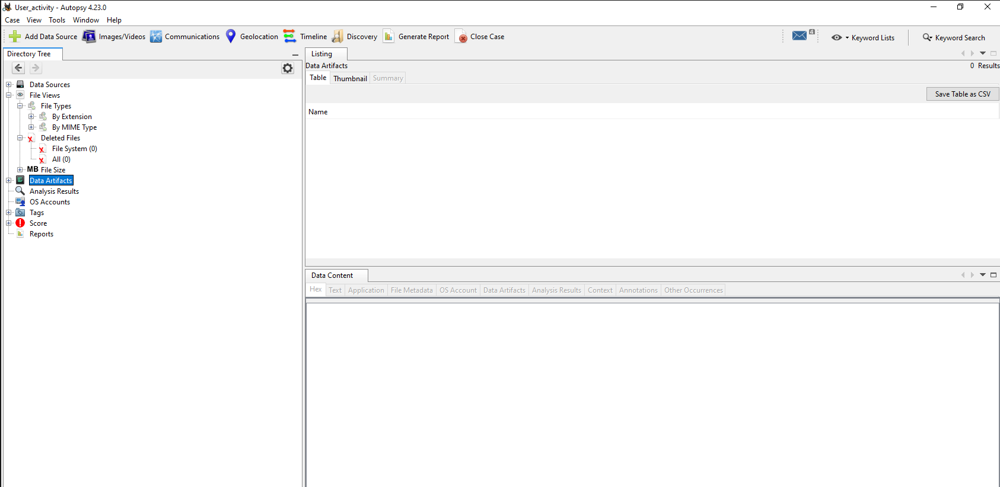 User_activity - Autopsy 4.23.0
Case View Tools Window Help
Add Data Source Images/Videos Communications Geolocation Timeline Discovery Generate Report Close Case 4 Keyword Lists Keyword Search
Directory Tree
Data Sources
File Views
File Types
By Extension
By MIME Type
Deleted Files
File System (0)
All (0)
MB File Size
Data Artifacts
Analysis Results
OS Accounts
Tags
Score
Reports
Listing
Data Artifacts 0 Results
Table Thumbnail Summary
Save Table as CSV
Name
Data Content
Hex Text Application File Metadata OS Account Data Artifacts Analysis Results Context Annotations Other Occurrences